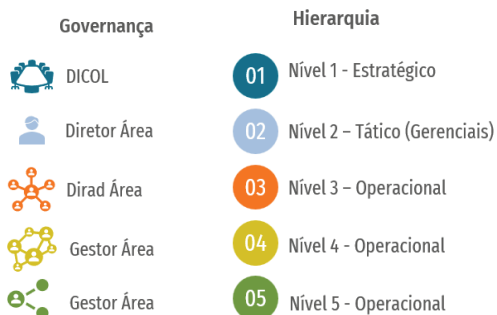 Governança
Hierarquia
DICOL
01
Nível 1 - Estratégico
Diretor Área
02
Nível 2 – Tático (Gerenciais)
Dirad Área
03
Nível 3 – Operacional
Gestor Área
04
Nível 4 - Operacional
Gestor Área
05
Nível 5 - Operacional